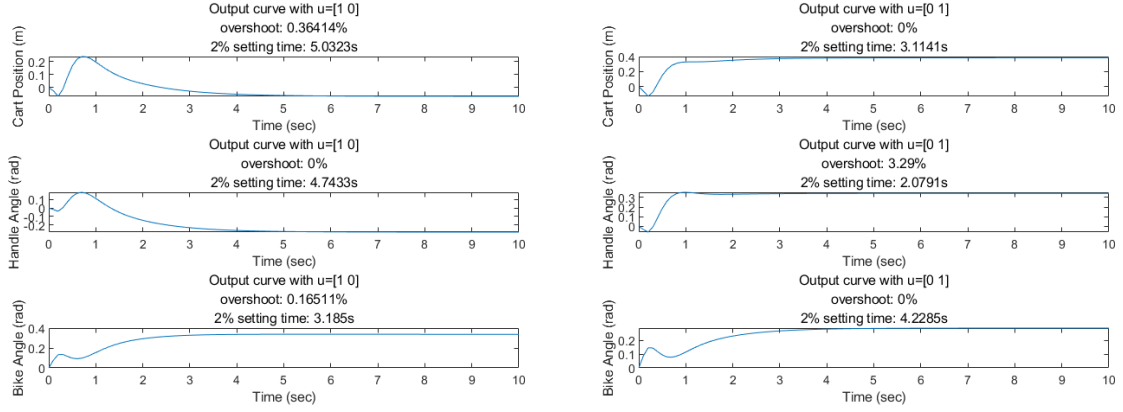 Output curve with u=[1 0]
overshoot: 0.36414%
2% setting time: 5.0323s
Cart Position (m)
0.2
0.1
0
0 1 2 3 4 5 6 7 8 9 10
Time (sec)
Output curve with u=[1 0]
overshoot: 0%
2% setting time: 4.7433s
Handle Angle (rad)
0.1
0
-0.1
-0.2
0 1 2 3 4 5 6 7 8 9 10
Time (sec)
Output curve with u=[1 0]
overshoot: 0.16511%
2% setting time: 3.185s
Bike Angle (rad)
0.4
0.2
0
0 1 2 3 4 5 6 7 8 9 10
Time (sec)
Output curve with u=[0 1]
overshoot: 0%
2% setting time: 3.1141s
Cart Position (m)
0.4
0.2
0
0 1 2 3 4 5 6 7 8 9 10
Time (sec)
Output curve with u=[0 1]
overshoot: 3.29%
2% setting time: 2.0791s
Handle Angle (rad)
0.3
0.2
0.1
0
0 1 2 3 4 5 6 7 8 9 10
Time (sec)
Output curve with u=[0 1]
overshoot: 0%
2% setting time: 4.2285s
Bike Angle (rad)
0.2
0.1
0
0 1 2 3 4 5 6 7 8 9 10
Time (sec)